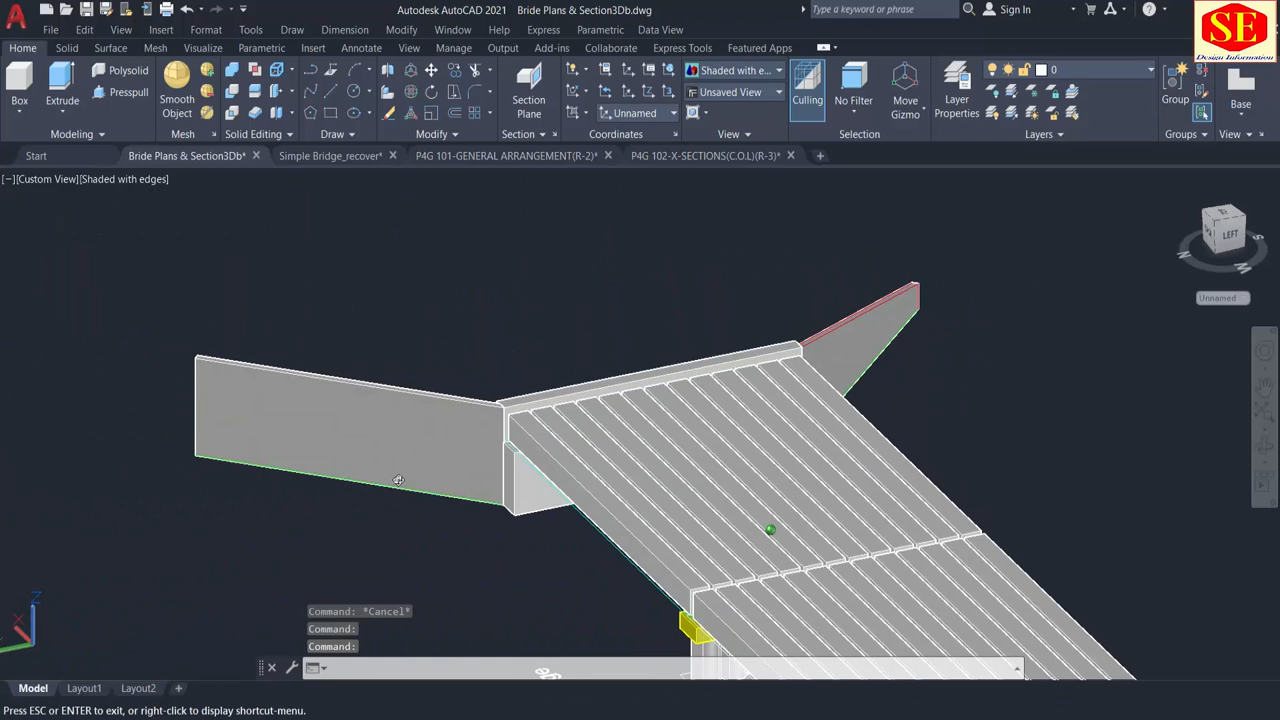 Autodesk AutoCAD 2021 Bride Plans & Section3Db.dwg
Type a keyword or phrase
Sign In
File Edit View Insert Format Tools Draw Dimension Modify Window Help Express Parametric Data View
Home Solid Surface Mesh Visualize Parametric Insert Annotate View Manage Output Add-ins Collaborate Express Tools Featured Apps
SE
Design Information
Box
Extrude
Polysolid
Presspull
Smooth
Object
Section
Plane
Unnamed
Shaded with e...
Unsaved View
Culling
No Filter
Move
Gizmo
Layer
Properties
0
Group
Base
Modeling Mesh Solid Editing Draw Modify Section Coordinates View Selection Layers Groups View
Start Bride Plans & Section3Db* Simple Bridge_recover* P4G 101-GENERAL ARRANGEMENT(R-2)* P4G 102-X-SECTIONS(C.O.L)(R-3)*
[−][Custom View][Shaded with edges]
LEFT
Unnamed
Z
X
Command: *Cancel*
Command:
Command:
Model Layout1 Layout2
Press ESC or ENTER to exit, or right-click to display shortcut-menu.